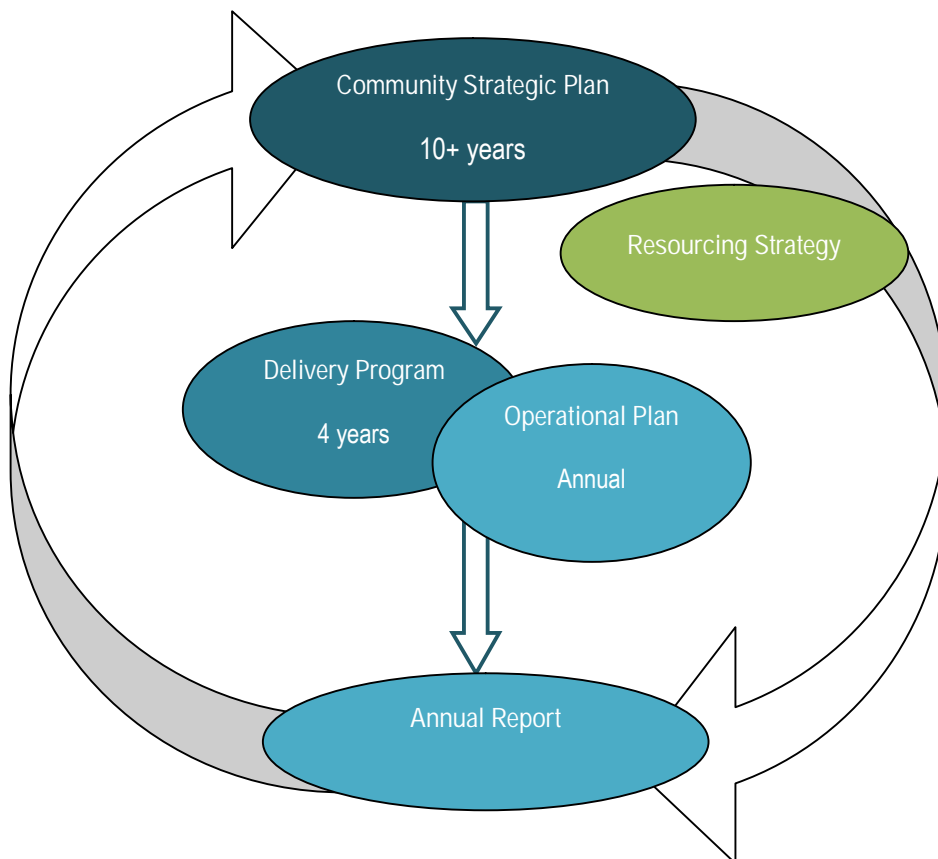 Community Strategic Plan
10+ years
Resourcing Strategy
Delivery Program
4 years
Operational Plan
Annual
Annual Report